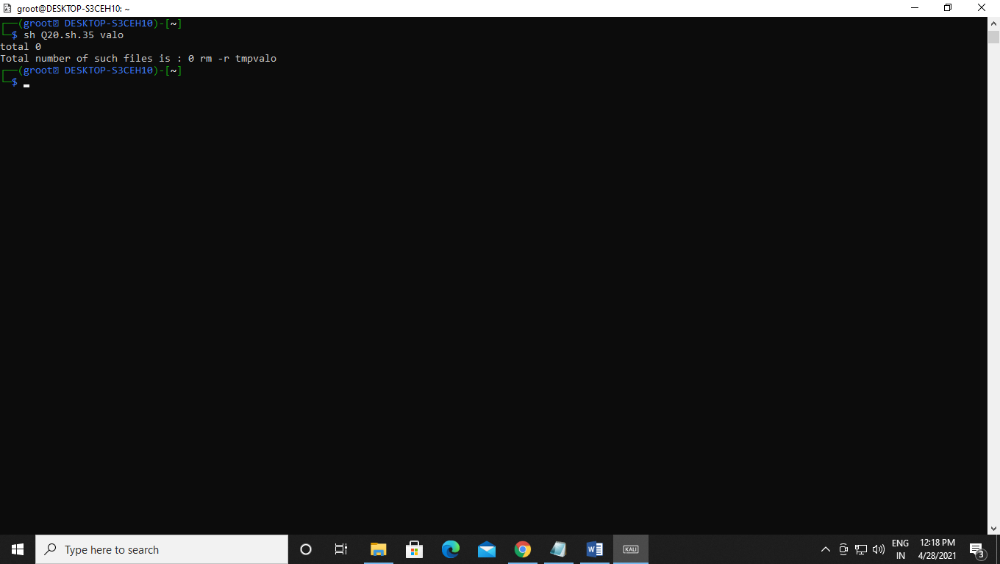 groot@DESKTOP-S3CEH10: ~
┌──(groot⍰ DESKTOP-S3CEH10)-[~]
└─$ sh Q20.sh.35 valo
total 0
Total number of such files is : 0 rm -r tmpvalo
┌──(groot⍰ DESKTOP-S3CEH10)-[~]
└─$
Type here to search
W
KALI
ENG
IN
12:18 PM
4/28/2021
3